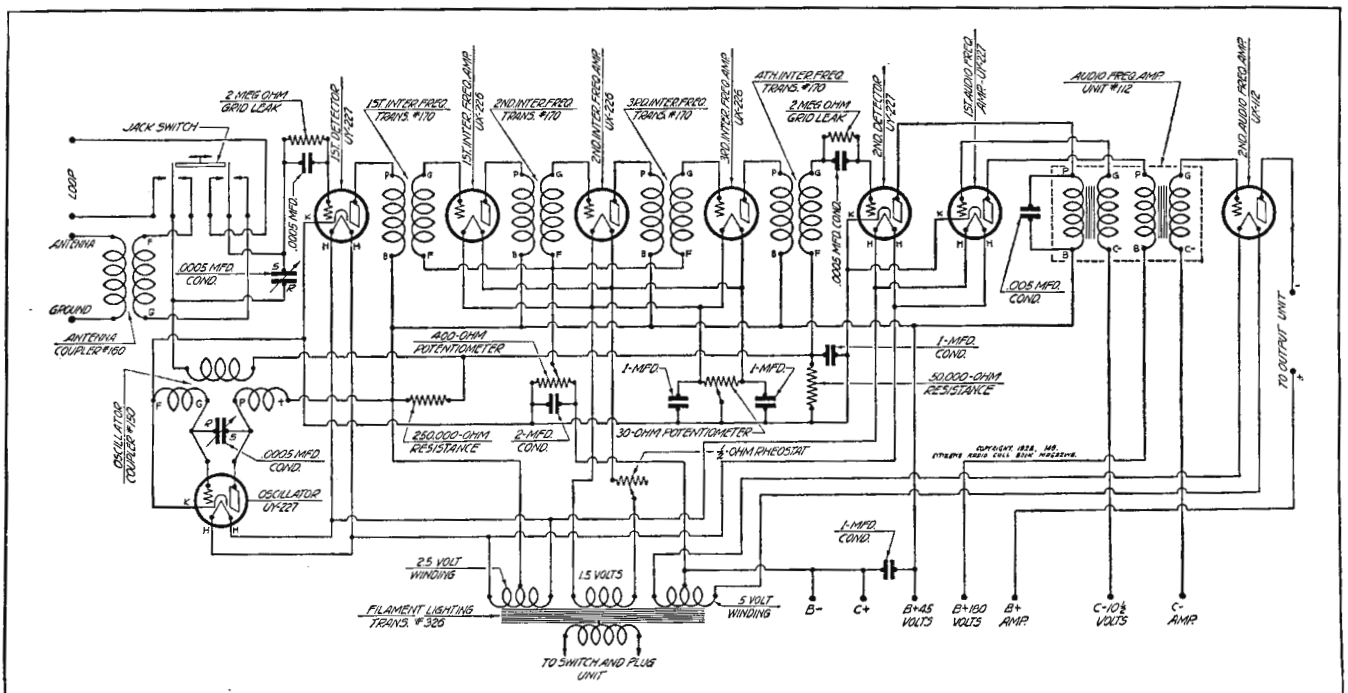 2 MEG OHM
GRID LEAK
JACK SWITCH
LOOP
ANTENNA
GROUND
ANTENNA
COUPLER #160
.0005 MFD.
COND.
S
R
F
G
.0005 MFD.
1ST. DETECTOR
UY-227
K
H
H
1ST. INTER. FREQ.
TRANS. #170
P
B
G
F
1ST. INTER. FREQ. AMP.
UX-226
2ND. INTER. FREQ.
TRANS. #170
P
B
G
F
2ND. INTER. FREQ. AMP.
UX-226
3RD. INTER. FREQ.
TRANS. #170
P
B
G
F
3RD. INTER. FREQ. AMP.
UX-226
4TH. INTER. FREQ.
TRANS. #170
P
B
G
F
2 MEG OHM
GRID LEAK
.0005 MFD. COND.
2ND. DETECTOR
UY-227
K
H
H
1ST. AUDIO FREQ.
AMP.-UY-227
K
H
H
AUDIO FREQ. AMP.
UNIT #112
P
B
G
C-
P
B
G
C-
.005 MFD.
COND.
2ND. AUDIO FREQ. AMP.
UP-112
-
TO OUTPUT UNIT
+
OSCILLATOR
COUPLER #150
F
G
P
+
R
S
.0005 MFD
COND.
OSCILLATOR
UY-227
K
H
H
400-OHM
POTENTIOMETER
250,000-OHM
RESISTANCE
2-MFD.
COND.
1-MFD.
1-MFD.
30-OHM POTENTIOMETER
1-MFD.
COND.
50,000-OHM
RESISTANCE
½-OHM RHEOSTAT
COPYRIGHT, 1928,
CITIZENS RADIO CALL BOOK MAGAZINE.
1-MFD.
COND.
2.5 VOLT
WINDING
1.5 VOLTS
5 VOLT
WINDING
FILAMENT LIGHTING
TRANS. #326
TO SWITCH AND PLUG
UNIT
B-
C+
B+45
VOLTS
B+180
VOLTS
B+
AMP.
C-10½
VOLTS
C-
AMP.